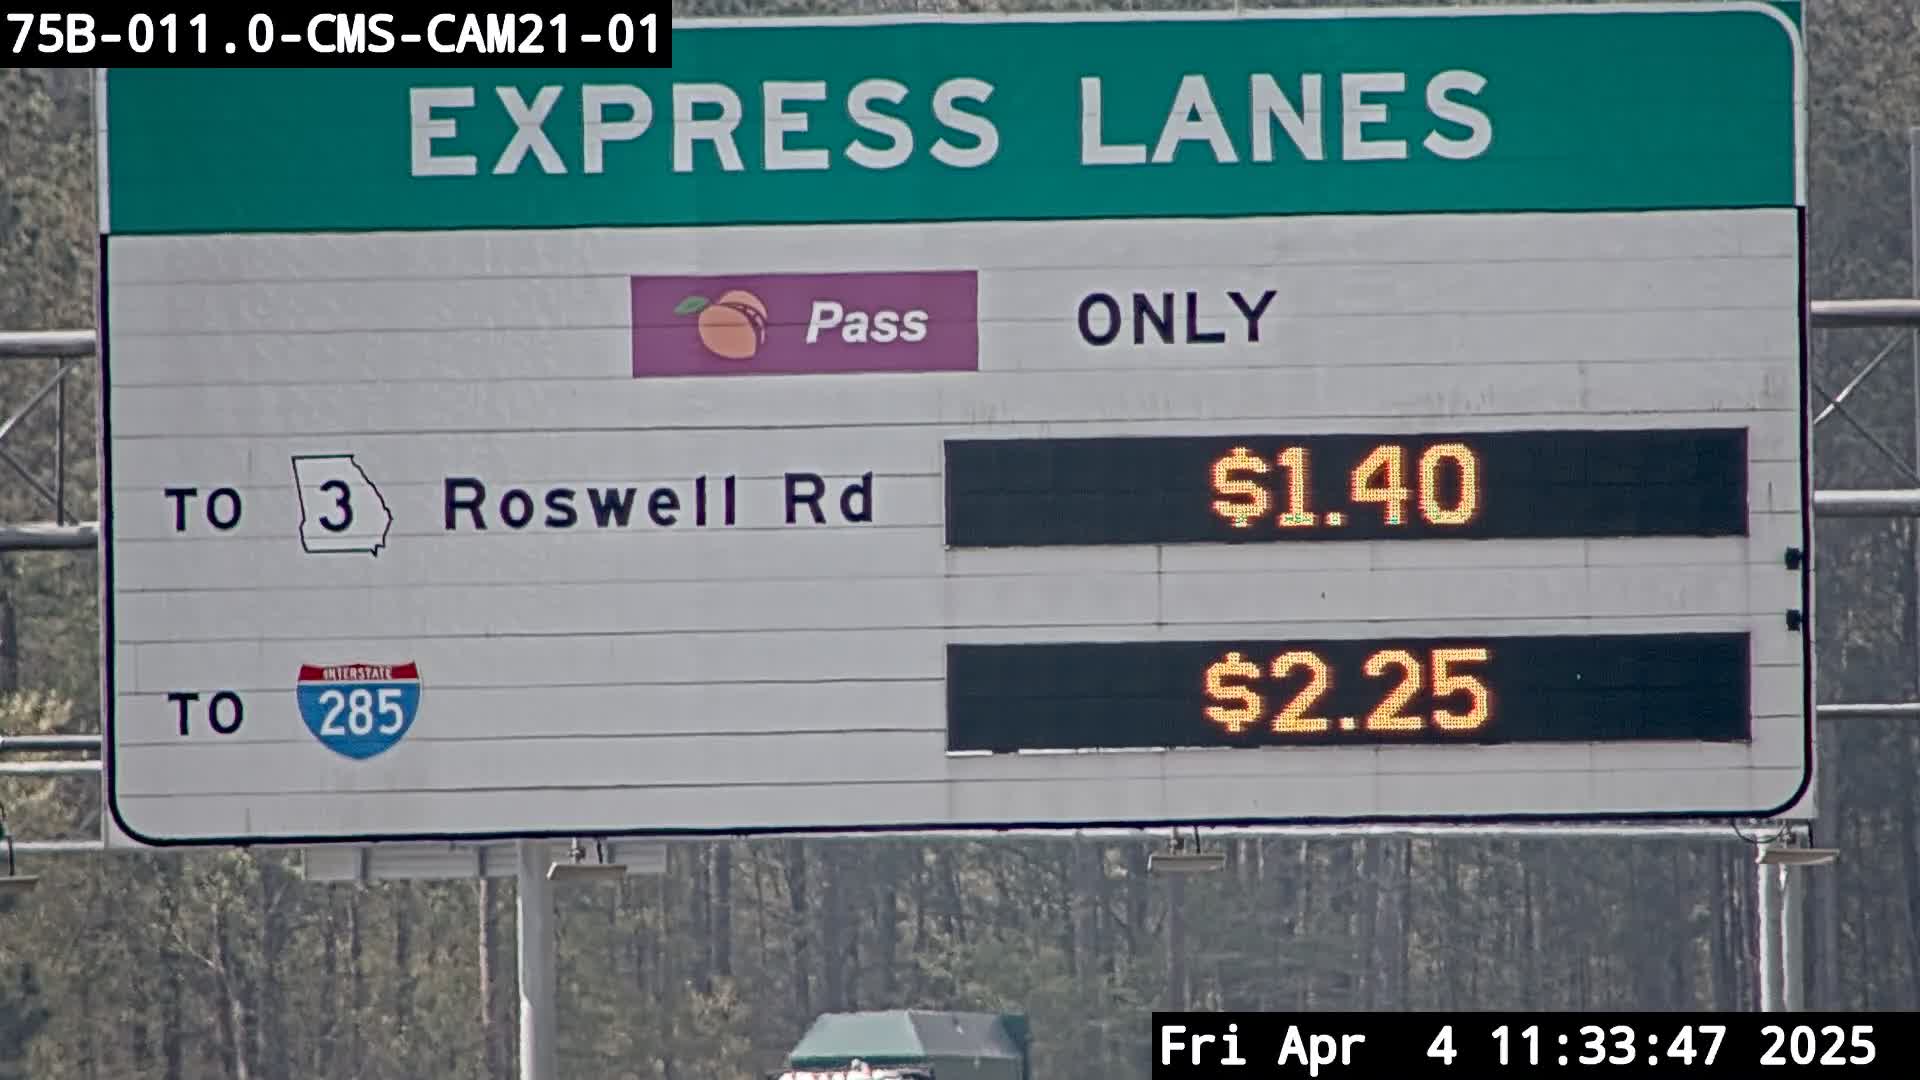 75B-011.0-CMS-CAM21-01
EXPRESS LANES
Pass ONLY
TO 3 Roswell Rd $1.40
INTERSTATE
TO 285 $2.25
Fri Apr 4 11:33:47 2025